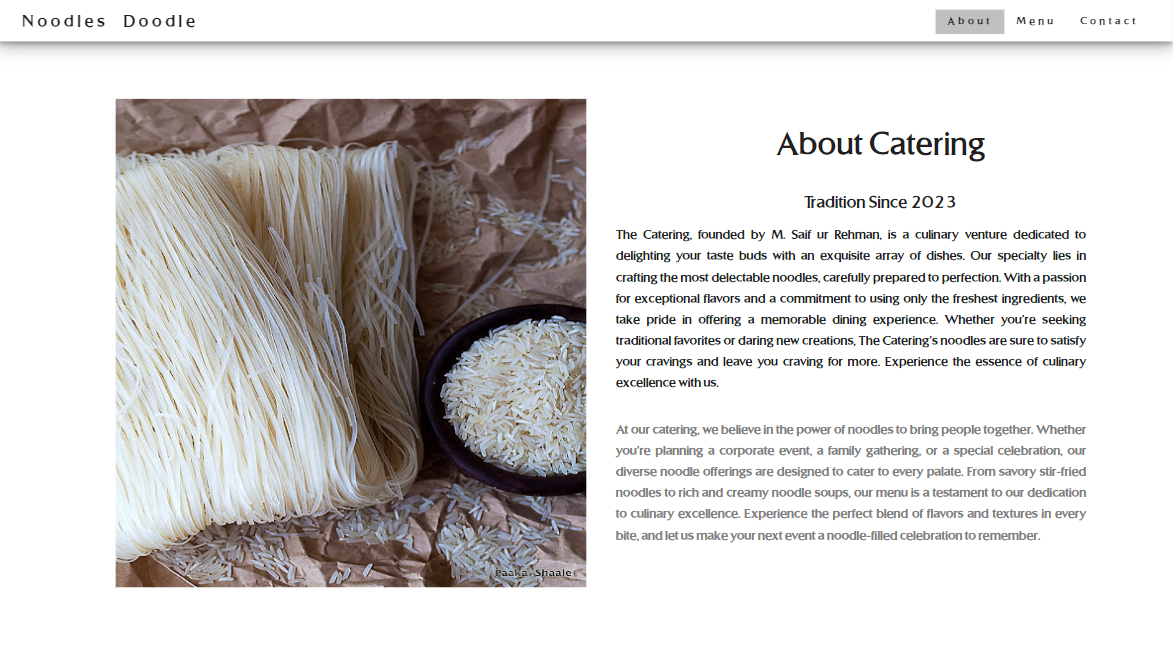 Noodles Doodle
About Menu Contact
About Catering
Tradition Since 2023
The Catering, founded by M. Saif ur Rehman, is a culinary venture dedicated to
delighting your taste buds with an exquisite array of dishes. Our specialty lies in
crafting the most delectable noodles, carefully prepared to perfection. With a passion
for exceptional flavors and a commitment to using only the freshest ingredients, we
take pride in offering a memorable dining experience. Whether you're seeking
traditional favorites or daring new creations, The Catering's noodles are sure to satisfy
your cravings and leave you craving for more. Experience the essence of culinary
excellence with us.
At our catering, we believe in the power of noodles to bring people together. Whether
you're planning a corporate event, a family gathering, or a special celebration, our
diverse noodle offerings are designed to cater to every palate. From savory stir-fried
noodles to rich and creamy noodle soups, our menu is a testament to our dedication
to culinary excellence. Experience the perfect blend of flavors and textures in every
bite, and let us make your next event a noodle-filled celebration to remember.
Paaka Shaale